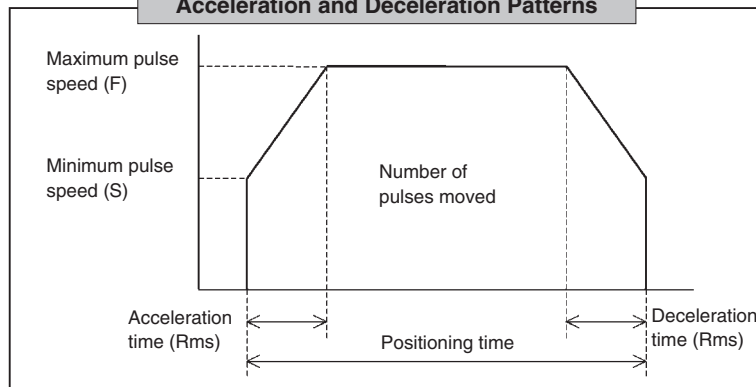 Acceleration and Deceleration Patterns
Maximum pulse
speed (F)
Minimum pulse
speed (S)
Number of
pulses moved
Acceleration
time (Rms)
Positioning time
Deceleration
time (Rms)